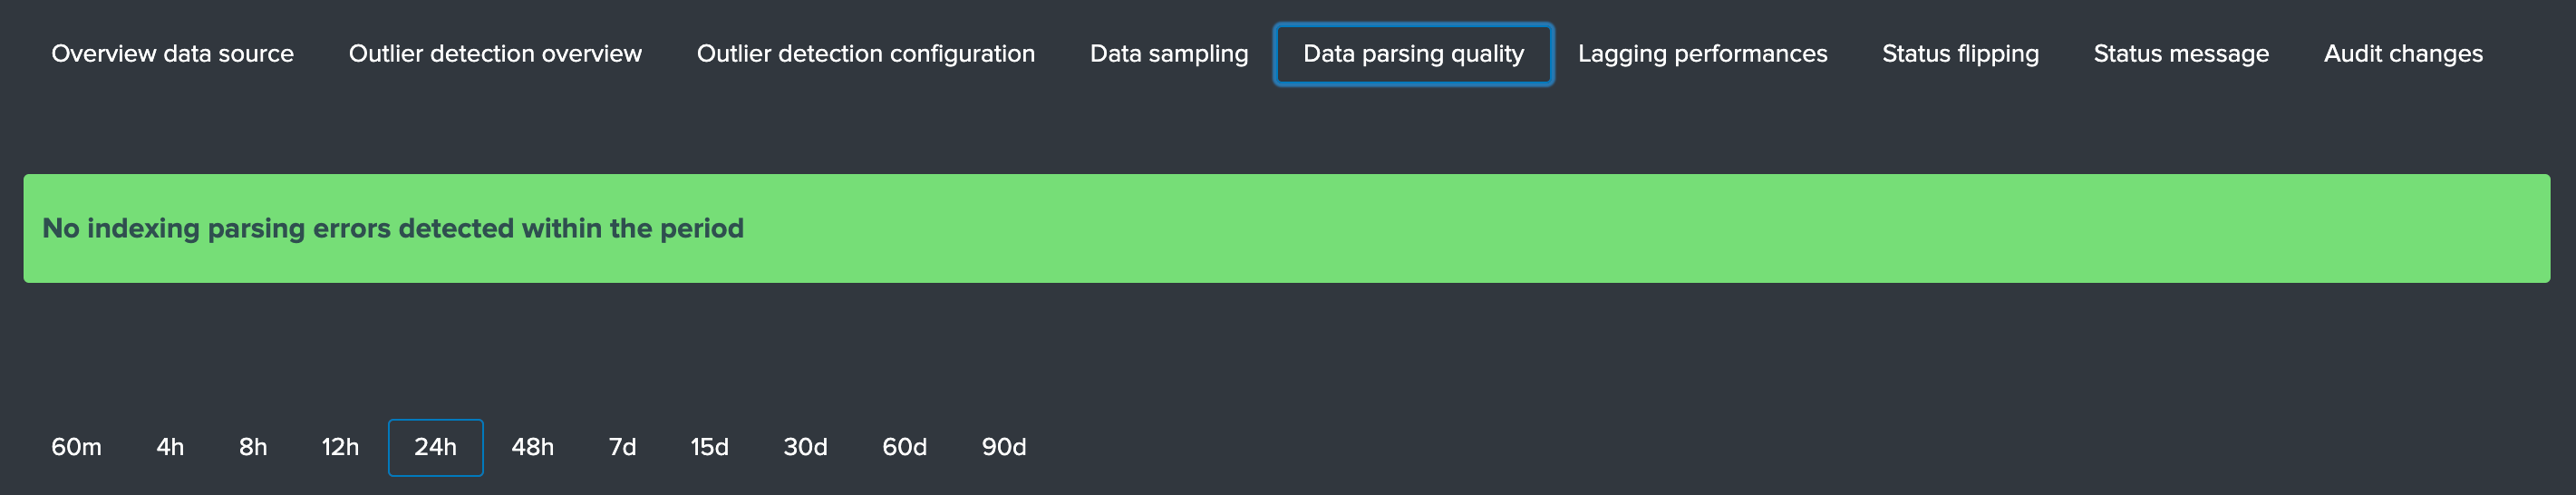 Overview data source Outlier detection overview Outlier detection configuration Data sampling Data parsing quality Lagging performances Status flipping Status message Audit changes
No indexing parsing errors detected within the period
60m 4h 8h 12h 24h 48h 7d 15d 30d 60d 90d